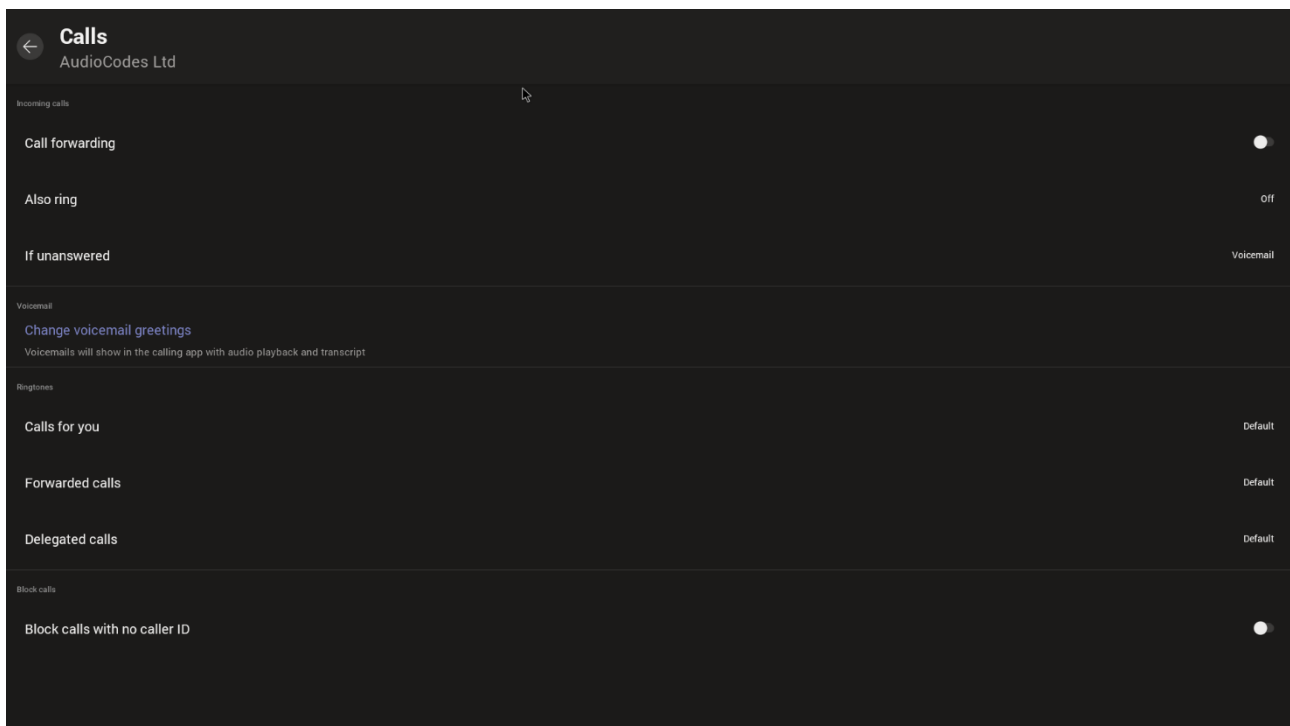 Calls
AudioCodes Ltd
Incoming calls
Call forwarding
Also ring
Off
If unanswered
Voicemail
Voicemail
Change voicemail greetings
Voicemails will show in the calling app with audio playback and transcript
Ringtones
Calls for you
Default
Forwarded calls
Default
Delegated calls
Default
Block calls
Block calls with no caller ID